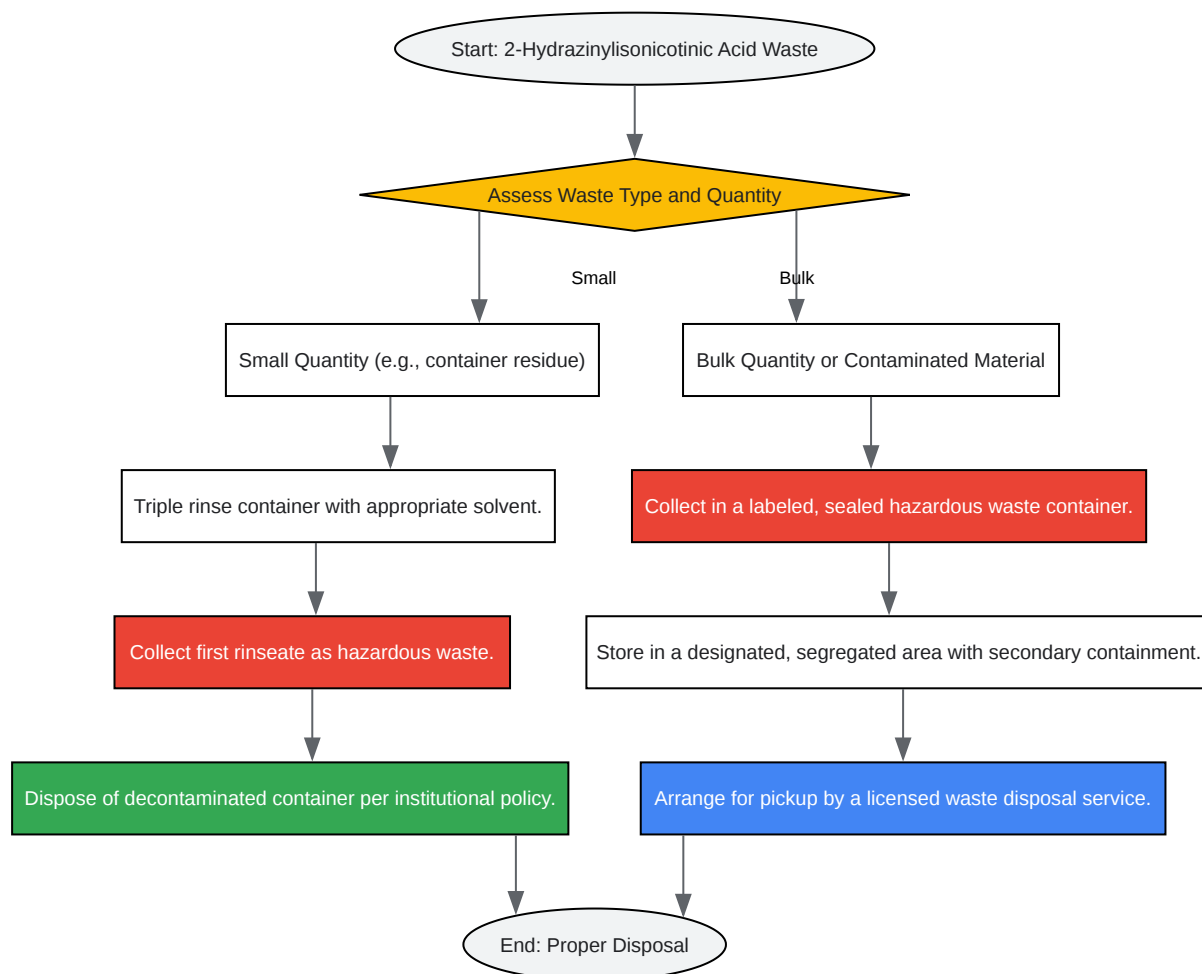 Start: 2-Hydrazinylisonicotinic Acid Waste
Assess Waste Type and Quantity
Small
Bulk
Small Quantity (e.g., container residue)
Bulk Quantity or Contaminated Material
Triple rinse container with appropriate solvent.
Collect in a labeled, sealed hazardous waste container.
Collect first rinseate as hazardous waste.
Store in a designated, segregated area with secondary containment.
Dispose of decontaminated container per institutional policy.
Arrange for pickup by a licensed waste disposal service.
End: Proper Disposal